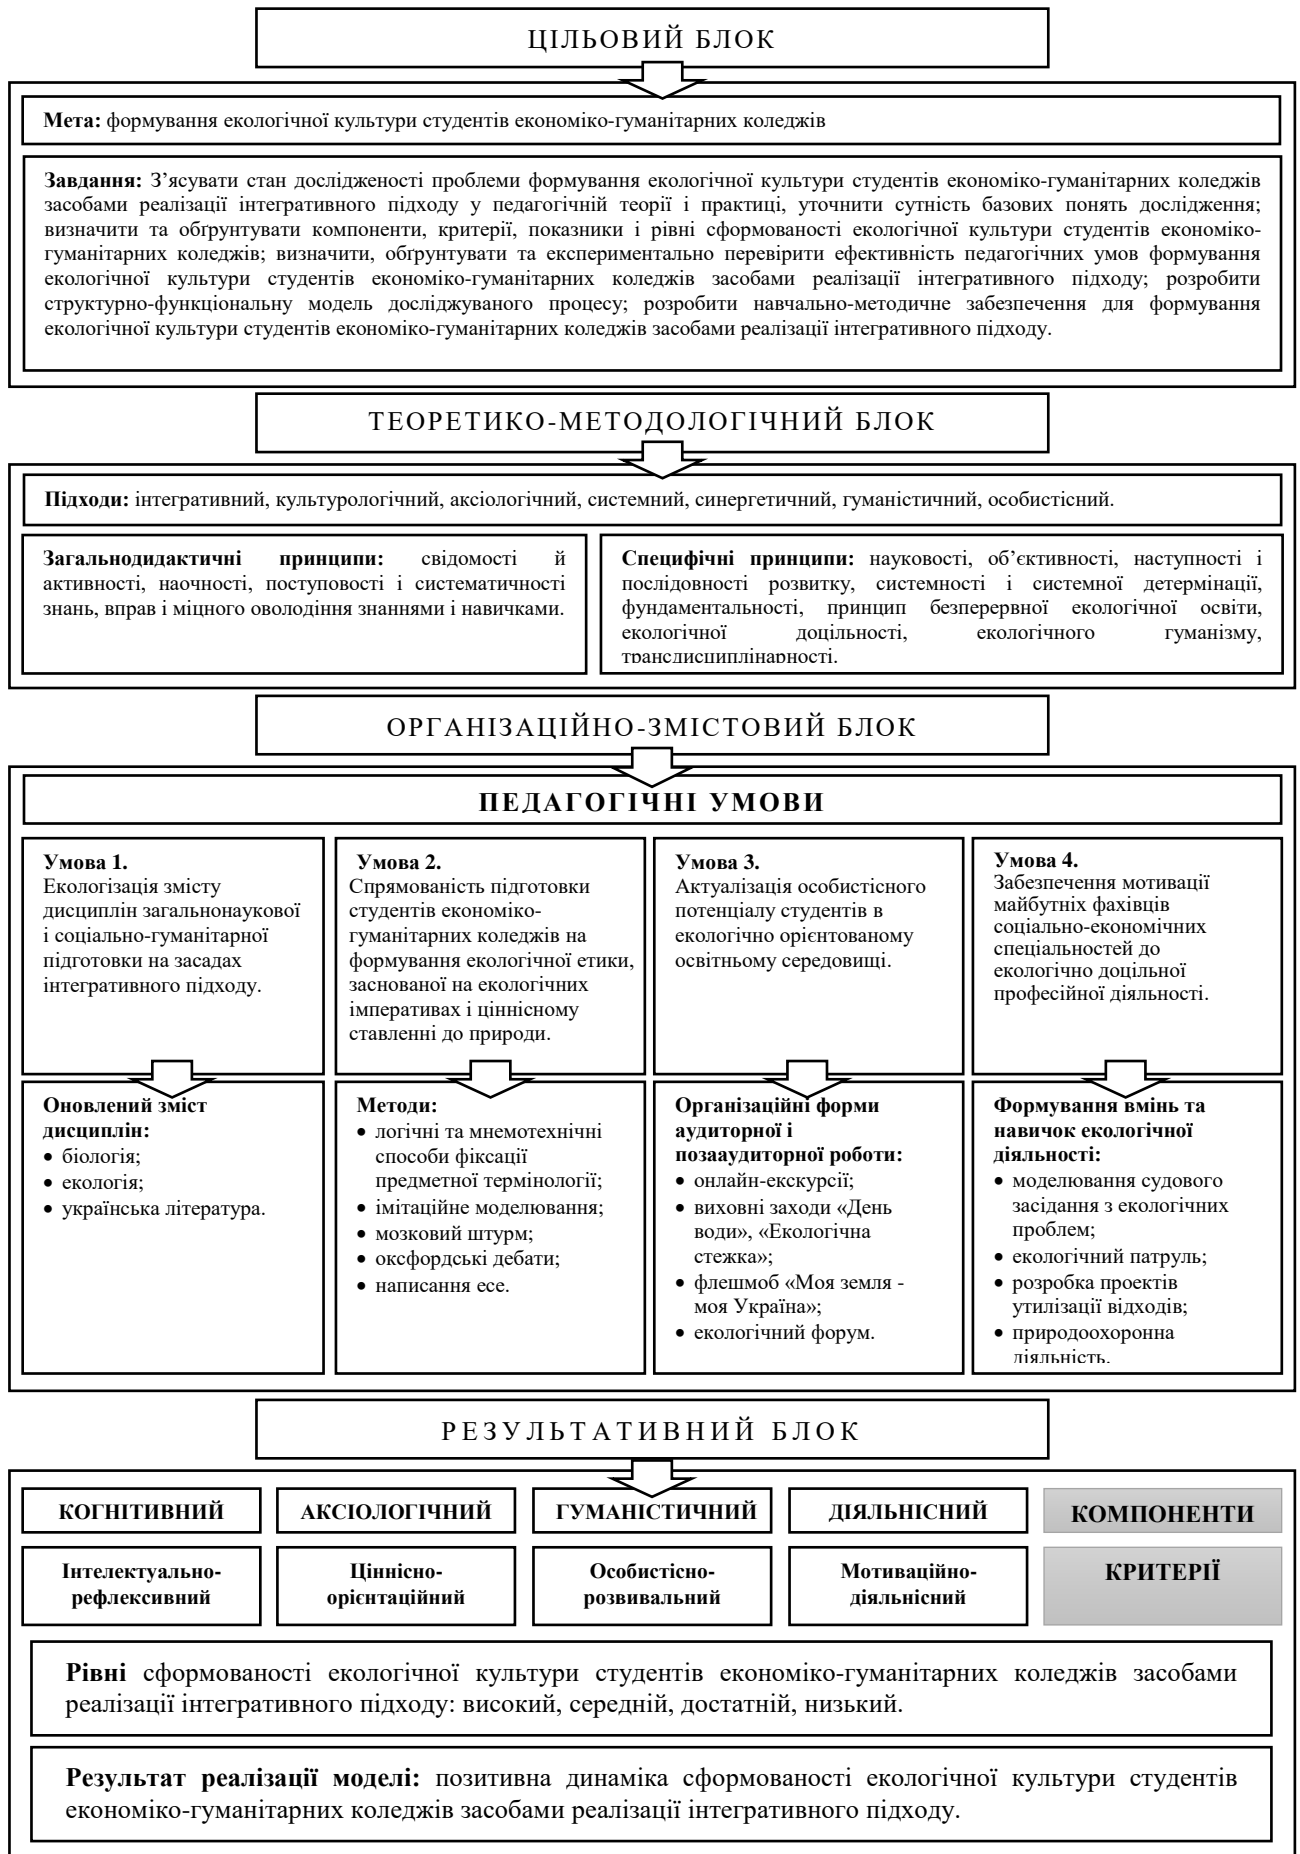 ЦІЛЬОВИЙ БЛОК
Мета: формування екологічної культури студентів економіко-гуманітарних коледжів
Завдання: З’ясувати стан дослідженості проблеми формування екологічної культури студентів економіко-гуманітарних коледжів
засобами реалізації інтегративного підходу у педагогічній теорії і практиці, уточнити сутність базових понять дослідження;
визначити та обґрунтувати компоненти, критерії, показники і рівні сформованості екологічної культури студентів економіко-
гуманітарних коледжів; визначити, обґрунтувати та експериментально перевірити ефективність педагогічних умов формування
екологічної культури студентів економіко-гуманітарних коледжів засобами реалізації інтегративного підходу; розробити
структурно-функціональну модель досліджуваного процесу; розробити навчально-методичне забезпечення для формування
екологічної культури студентів економіко-гуманітарних коледжів засобами реалізації інтегративного підходу.
ТЕОРЕТИКО-МЕТОДОЛОГІЧНИЙ БЛОК
Підходи: інтегративний, культурологічний, аксіологічний, системний, синергетичний, гуманістичний, особистісний.
Загальнодидактичні принципи: свідомості й
активності, наочності, поступовості і систематичності
знань, вправ і міцного оволодіння знаннями і навичками.
Специфічні принципи: науковості, об’єктивності, наступності і
послідовності розвитку, системності і системної детермінації,
фундаментальності, принцип безперервної екологічної освіти,
екологічної доцільності, екологічного гуманізму,
трансдисциплінарності.
ОРГАНІЗАЦІЙНО-ЗМІСТОВИЙ БЛОК
ПЕДАГОГІЧНІ УМОВИ
Умова 1.
Екологізація змісту
дисциплін загальнонаукової
і соціально-гуманітарної
підготовки на засадах
інтегративного підходу.
Умова 2.
Спрямованість підготовки
студентів економіко-
гуманітарних коледжів на
формування екологічної етики,
заснованої на екологічних
імперативах і ціннісному
ставленні до природи.
Умова 3.
Актуалізація особистісного
потенціалу студентів в
екологічно орієнтованому
освітньому середовищі.
Умова 4.
Забезпечення мотивації
майбутніх фахівців
соціально-економічних
спеціальностей до
екологічно доцільної
професійної діяльності.
Оновлений зміст
дисциплін:
• біологія;
• екологія;
• українська література.
Методи:
• логічні та мнемотехнічні
способи фіксації
предметної термінології;
• імітаційне моделювання;
• мозковий штурм;
• оксфордські дебати;
• написання есе.
Організаційні форми
аудиторної і
позааудиторної роботи:
• онлайн-екскурсії;
• виховні заходи «День
води», «Екологічна
стежка»;
• флешмоб «Моя земля -
моя Україна»;
• екологічний форум.
Формування вмінь та
навичок екологічної
діяльності:
• моделювання судового
засідання з екологічних
проблем;
• екологічний патруль;
• розробка проектів
утилізації відходів;
• природоохоронна
діяльність.
РЕЗУЛЬТАТИВНИЙ БЛОК
КОГНІТИВНИЙ
АКСІОЛОГІЧНИЙ
ГУМАНІСТИЧНИЙ
ДІЯЛЬНІСНИЙ
КОМПОНЕНТИ
Інтелектуально-
рефлексивний
Ціннісно-
орієнтаційний
Особистісно-
розвивальний
Мотиваційно-
діяльнісний
КРИТЕРІЇ
Рівні сформованості екологічної культури студентів економіко-гуманітарних коледжів засобами
реалізації інтегративного підходу: високий, середній, достатній, низький.
Результат реалізації моделі: позитивна динаміка сформованості екологічної культури студентів
економіко-гуманітарних коледжів засобами реалізації інтегративного підходу.